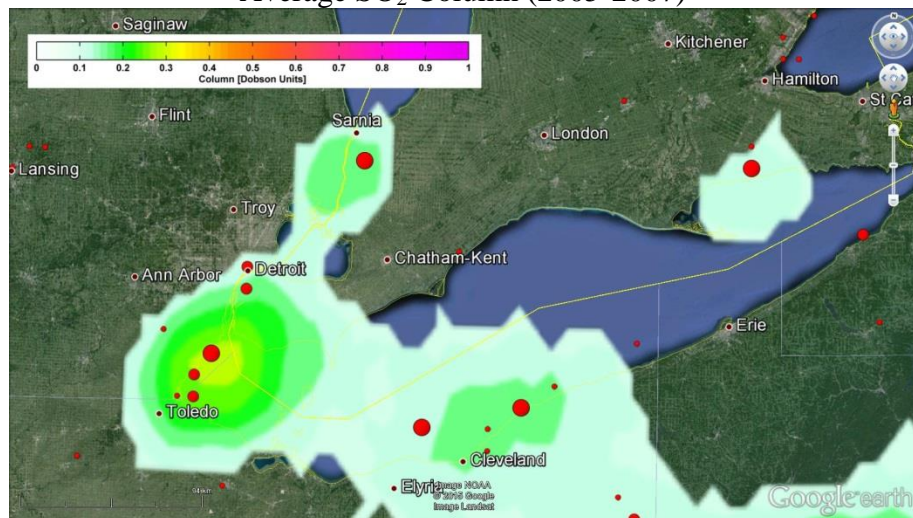 Average SO₂ Column (2005-2007)
Saginaw
Kitchener
N
0 0.1 0.2 0.3 0.4 0.5 0.6 0.7 0.8 0.9 1
Column [Dobson Units]
Hamilton
St Ca
Flint
Sarnia
London
Lansing
Troy
Chatham-Kent
Detroit
Ann Arbor
Erie
Toledo
Cleveland
Elyria
Image NOAA
© 2015 Google
Image Landsat
Google earth